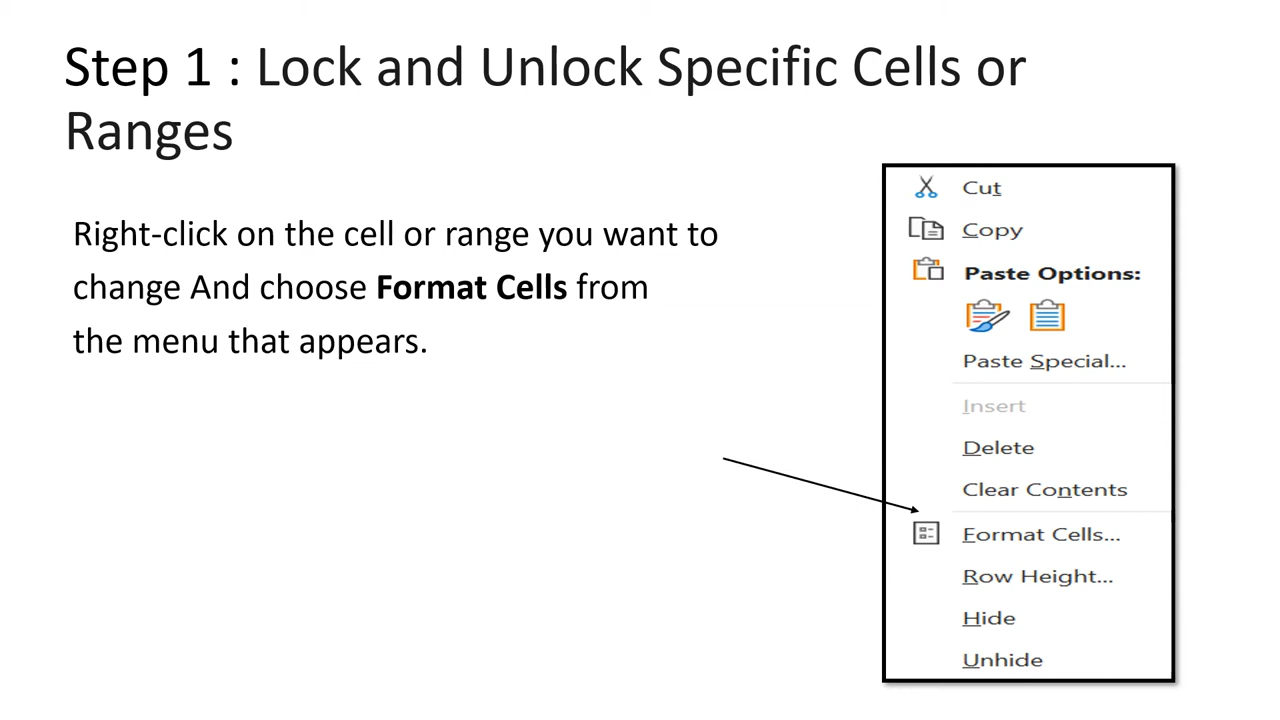 Step 1 : Lock and Unlock Specific Cells or
Ranges
Right-click on the cell or range you want to
change And choose Format Cells from
the menu that appears.
Cut
Copy
Paste Options:
Paste Special...
Insert
Delete
Clear Contents
Format Cells...
Row Height...
Hide
Unhide